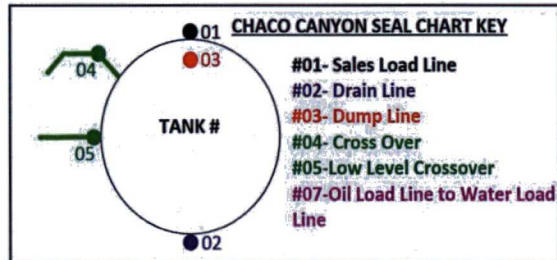 01
CHACO CANYON SEAL CHART KEY
03
04
#01- Sales Load Line
#02- Drain Line
TANK #
#03- Dump Line
#04- Cross Over
05
#05-Low Level Crossover
#07-Oil Load Line to Water Load
Line
02